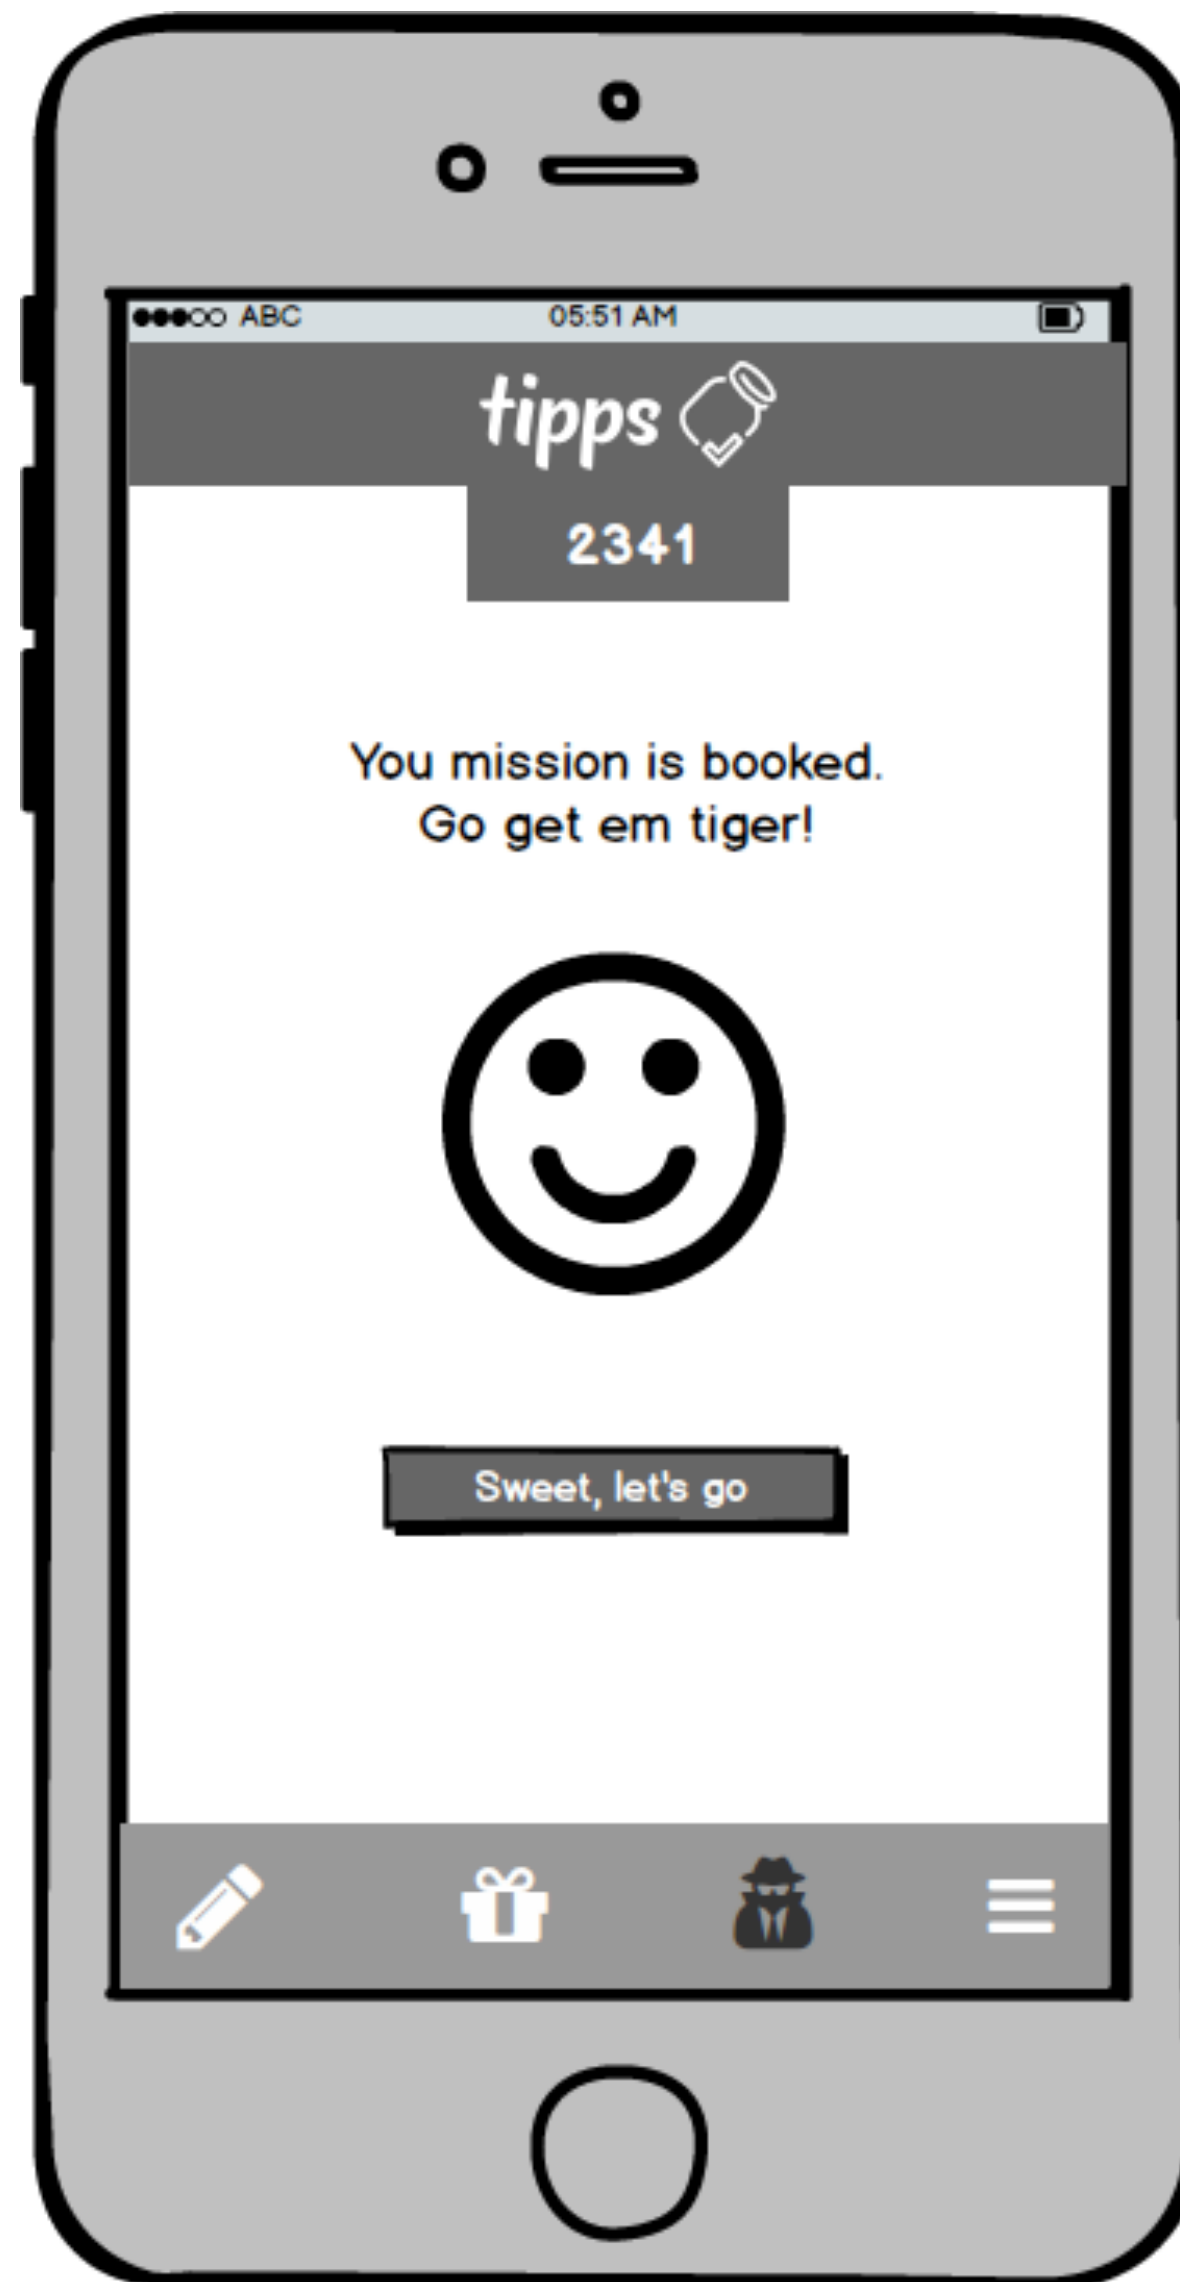 ABC 05:51 AM
tipps
2341
You mission is booked.
Go get em tiger!
Sweet, let's go